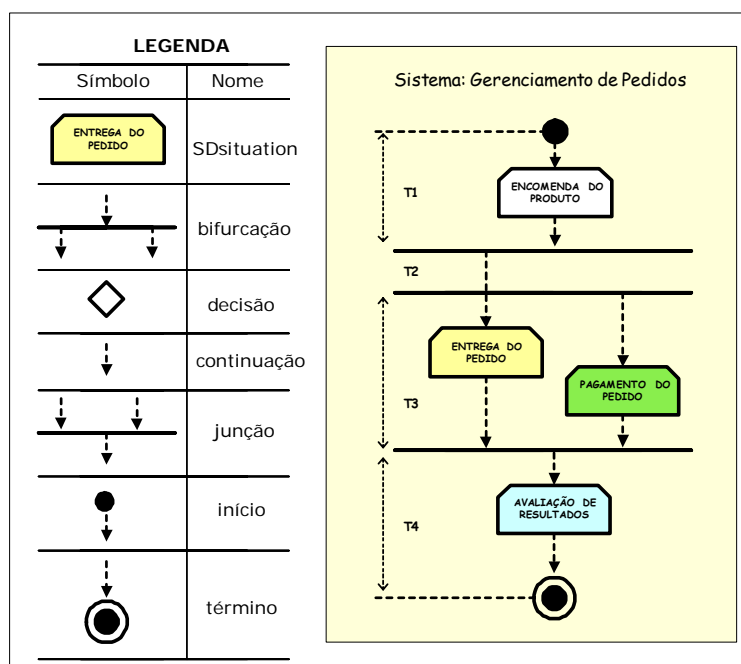 LEGENDA
Símbolo Nome
ENTREGA DO
PEDIDO
SDsituation
bifurcação
decisão
continuação
junção
início
término
Sistema: Gerenciamento de Pedidos
T1
ENCOMENDA DO
PRODUTO
T2
ENTREGA DO
PEDIDO
PAGAMENTO DO
PEDIDO
T3
AVALIAÇÃO DE
RESULTADOS
T4